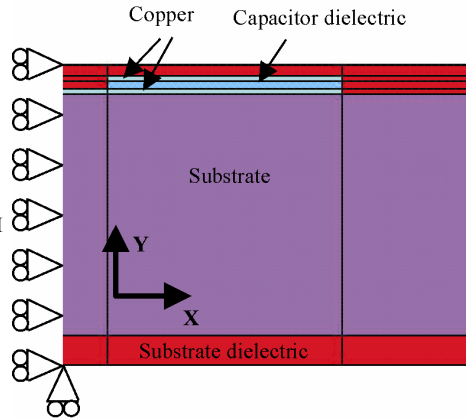 Copper
Capacitor dielectric
Substrate
Y
X
Substrate dielectric